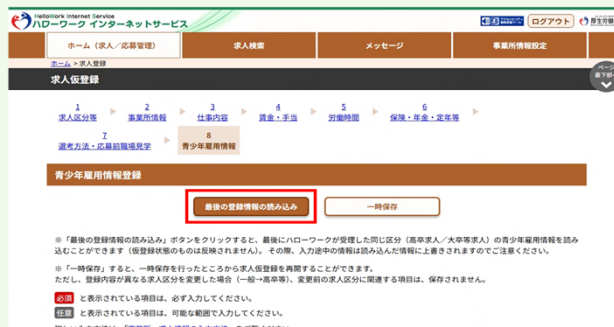 HelloWork Internet Service
ハローワーク インターネットサービス
ログアウト
ホーム（求人／応募管理）
求人検索
メッセージ
事業所情報設定
ホーム > 求人登録
求人仮登録
ページ
最下部へ
1
求人区分等
2
事業所情報
3
仕事内容
4
賃金・手当
5
労働時間
6
保険・年金・定年等
7
選考方法・応募前職場見学
8
青少年雇用情報
青少年雇用情報登録
最後の登録情報の読み込み
一時保存
※「最後の登録情報の読み込み」ボタンをクリックすると、最後にハローワークが受理した同じ区分（高卒求人／大卒等求人）の青少年雇用情報を読み
込むことができます（仮登録状態のものは反映されません）。その際、入力途中の情報は読み込んだ情報に上書きされますのでご注意ください。
※「一時保存」すると、一時保存を行ったところから求人仮登録を再開することができます。
ただし、登録内容が異なる求人区分を変更した場合（一般→高卒等）、変更前の求人区分に関連する項目は、保存されません。
必須 と表示されている項目は、必ず入力してください。
任意 と表示されている項目は、可能な範囲で入力してください。